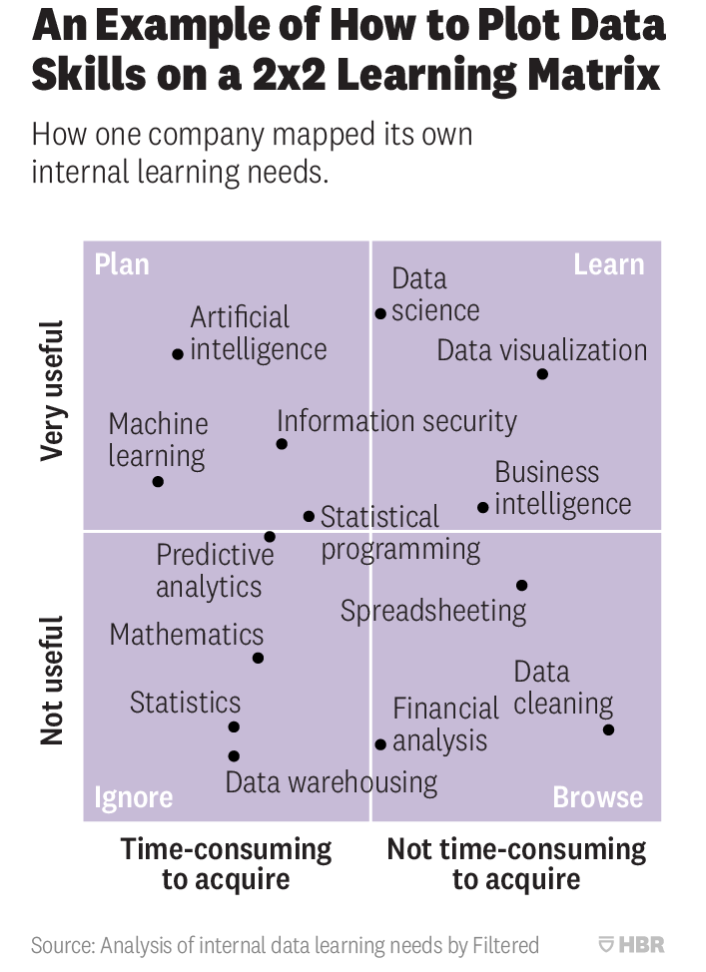 An Example of How to Plot Data
Skills on a 2x2 Learning Matrix
How one company mapped its own
internal learning needs.
Plan
Learn
Data
science
Artificial
intelligence
Data visualization
Very useful
Machine
learning
Information security
Business
intelligence
Statistical
programming
Predictive
analytics
Spreadsheeting
Not useful
Mathematics
Data
cleaning
Statistics
Financial
analysis
Data warehousing
Ignore
Browse
Time-consuming
to acquire
Not time-consuming
to acquire
Source: Analysis of internal data learning needs by Filtered
HBR